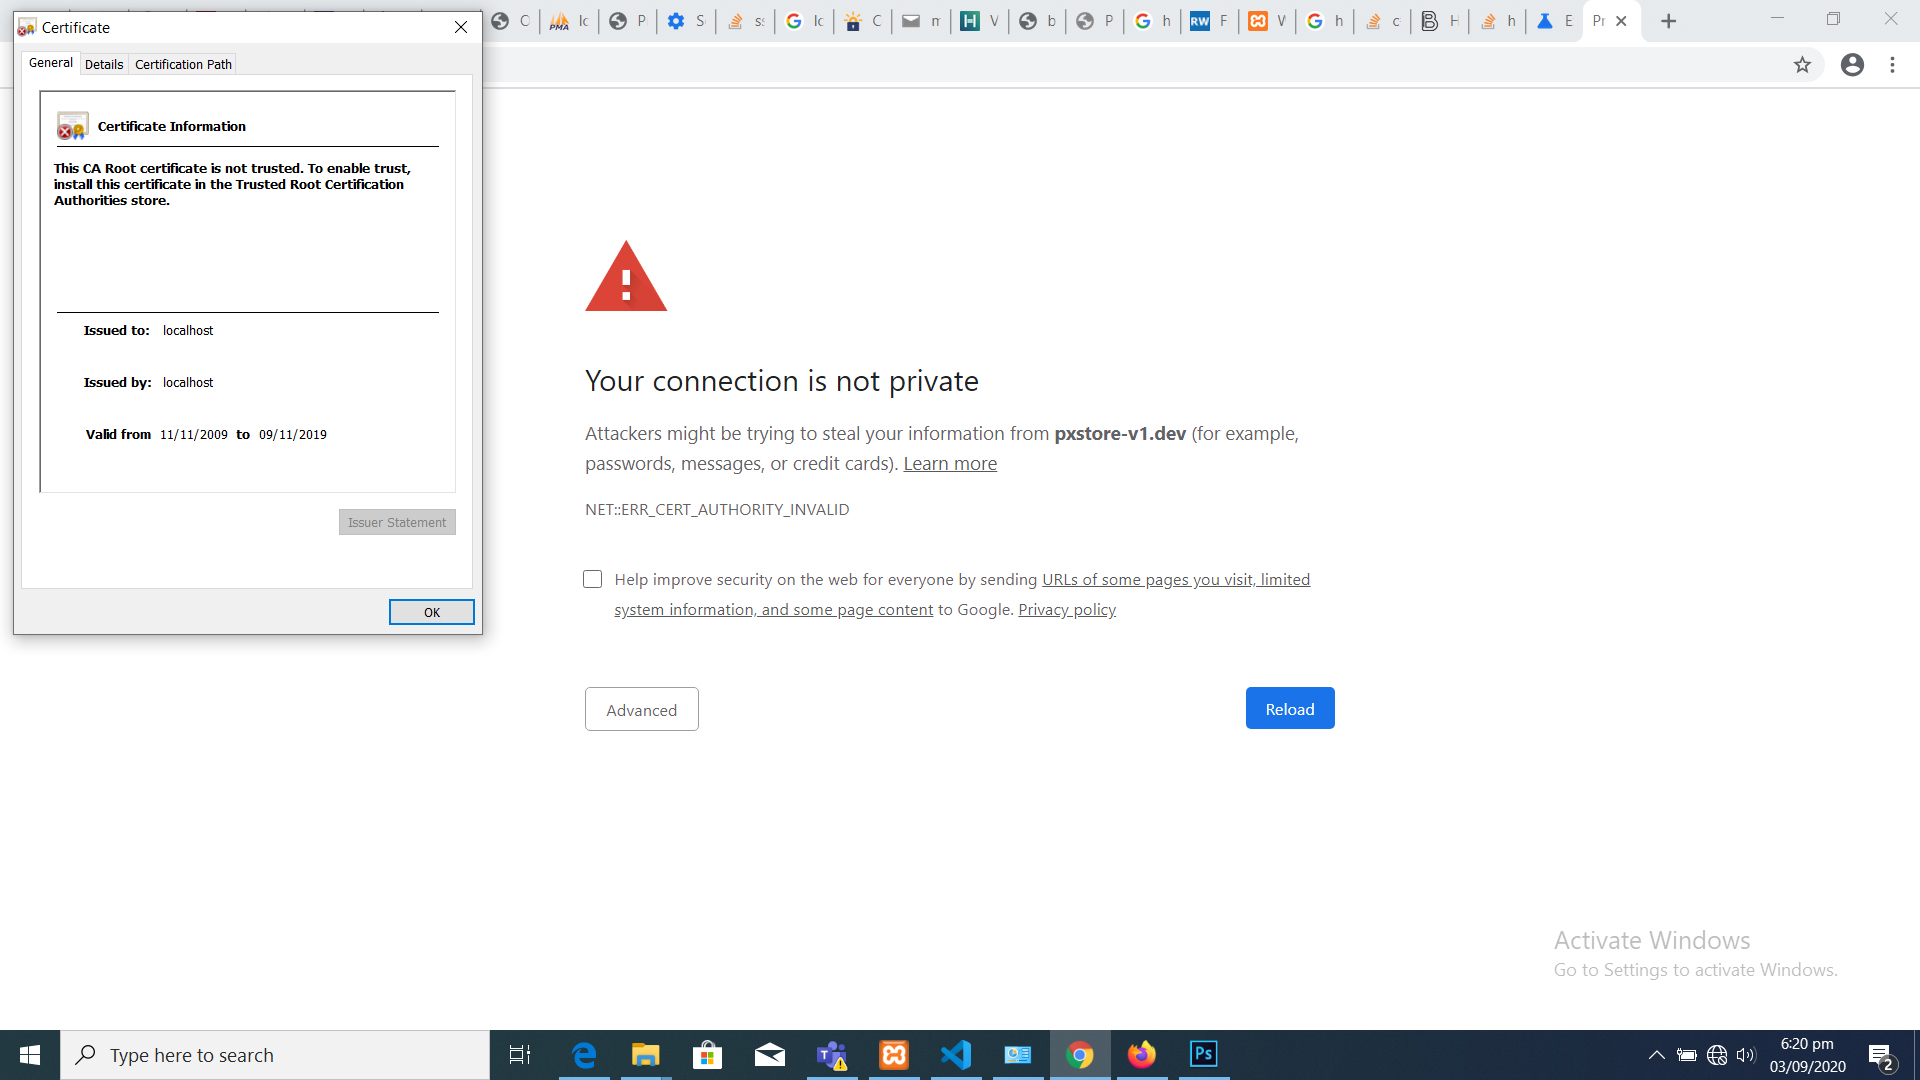 Certificate
General
Details
Certification Path
Certificate Information
This CA Root certificate is not trusted. To enable trust,
install this certificate in the Trusted Root Certification
Authorities store.
Issued to: localhost
Issued by: localhost
Valid from 11/11/2009 to 09/11/2019
Issuer Statement
OK
PMA
H
RW
B
Your connection is not private
Attackers might be trying to steal your information from pxstore-v1.dev (for example,
passwords, messages, or credit cards). Learn more
NET::ERR_CERT_AUTHORITY_INVALID
Help improve security on the web for everyone by sending URLs of some pages you visit, limited
system information, and some page content to Google. Privacy policy
Advanced
Reload
Activate Windows
Go to Settings to activate Windows.
Type here to search
Ps
6:20 pm
03/09/2020
2